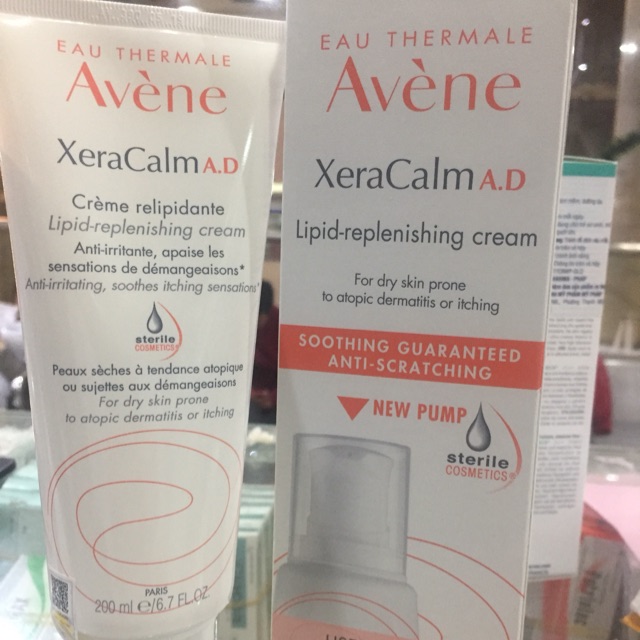 EAU THERMALE
Avène
XeraCalm A.D
Crème relipidante
Lipid-replenishing cream
Anti-irritante, apaise les
sensations de démangeaisons*
Anti-irritating, soothes itching sensations*
sterile
COSMETICS
Peaux sèches à tendance atopique
ou sujettes aux démangeaisons
For dry skin prone
to atopic dermatitis or itching
PARIS
200 ml e/6.7 FL.OZ
EAU THERMALE
Avène
XeraCalm A.D
Lipid-replenishing cream
For dry skin prone
to atopic dermatitis or itching
SOOTHING GUARANTEED
ANTI-SCRATCHING
NEW PUMP
sterile
COSMETICS®